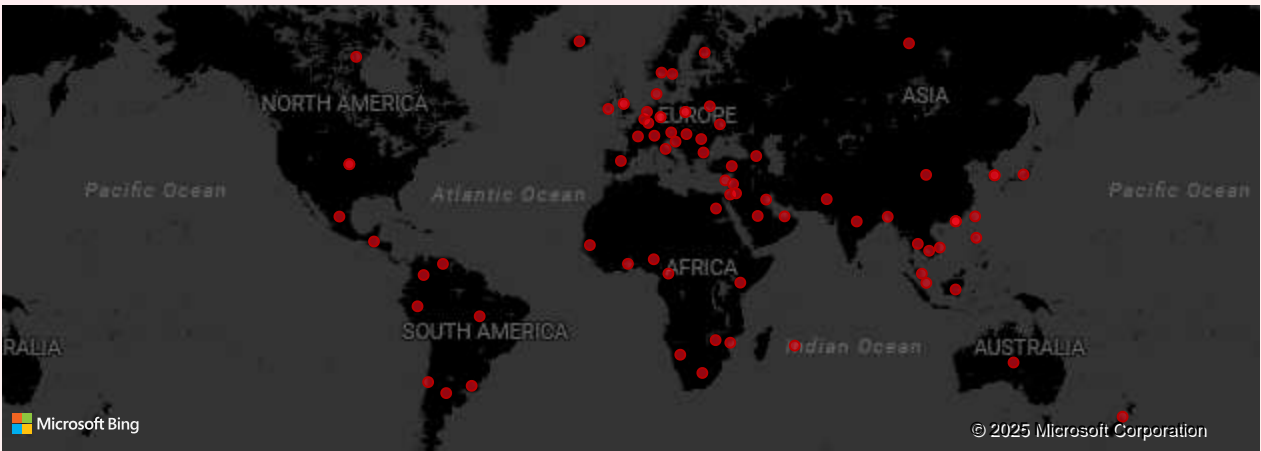 NORTH AMERICA
ASIA
EUROPE
Pacific Ocean
Atlantic Ocean
Pacific Ocean
AFRICA
SOUTH AMERICA
RALIA
Indian Ocean
AUSTRALIA
Microsoft Bing
© 2025 Microsoft Corporation